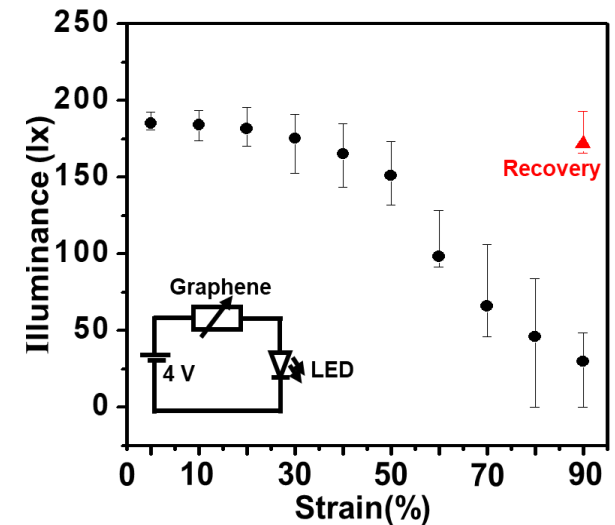 250
200
150
100
50
0
Illuminance (lx)
Recovery
Graphene
4 V
LED
0 10 30 50 70 90
Strain(%)